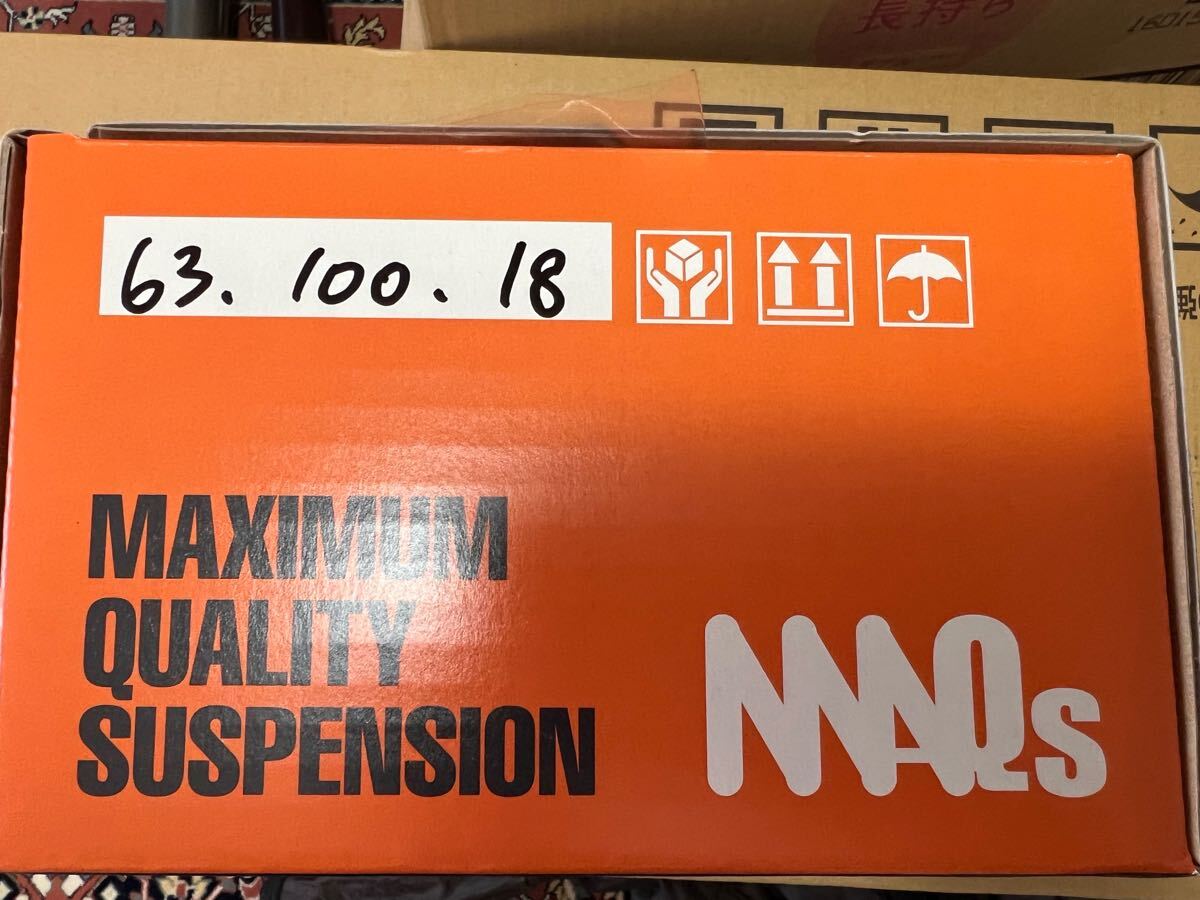 長持ち
63. 100. 18
MAXIMUM
QUALITY
SUSPENSION
MAQs